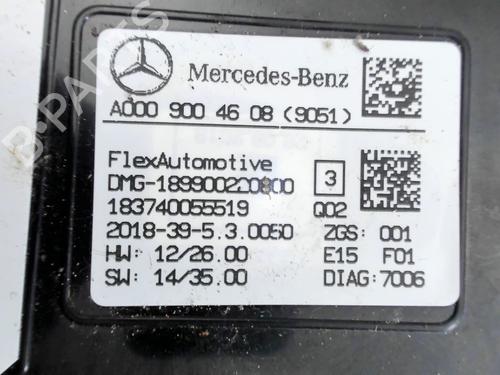 Mercedes-Benz
A000 900 46 08 (9051)
FlexAutomotive
DMG-189900220800 3
183740055519 Q02
2018-39-5.3.0050 ZGS: 001
HW: 12/26.00 E15 F01
SW: 14/35.00 DIAG:7006